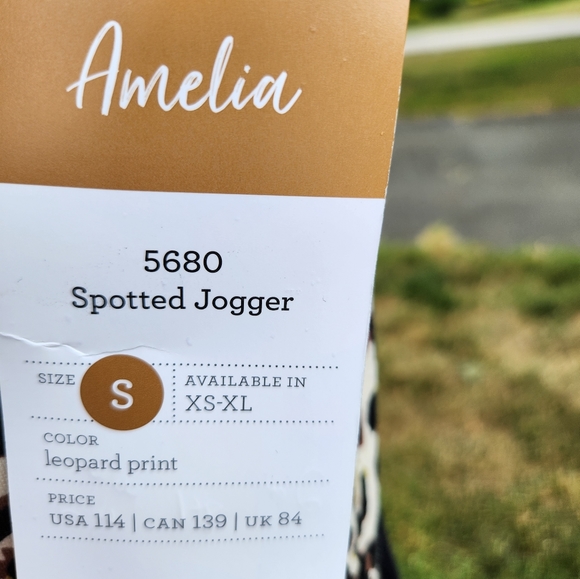 Amelia
5680
Spotted Jogger
SIZE S AVAILABLE IN
XS-XL
COLOR
leopard print
PRICE
USA 114 | CAN 139 | UK 84